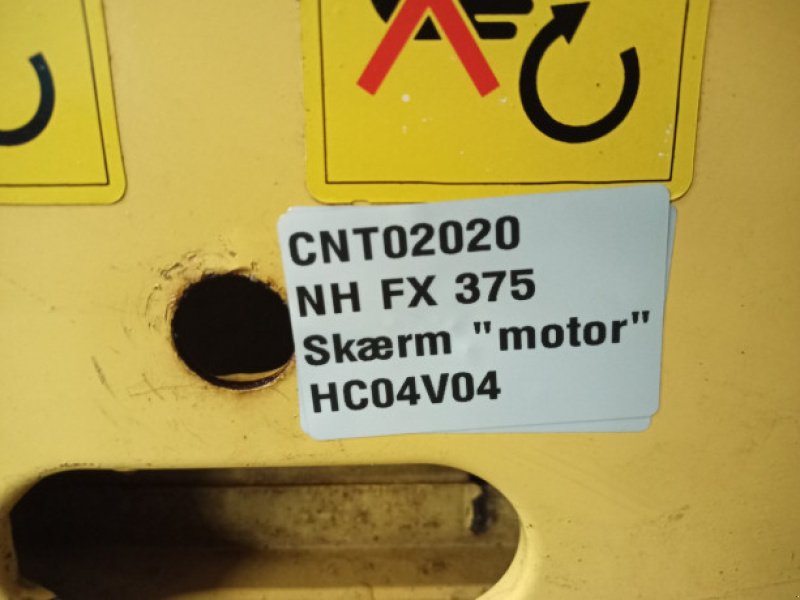 CNT02020
NH FX 375
Skærm "motor"
HC04V04